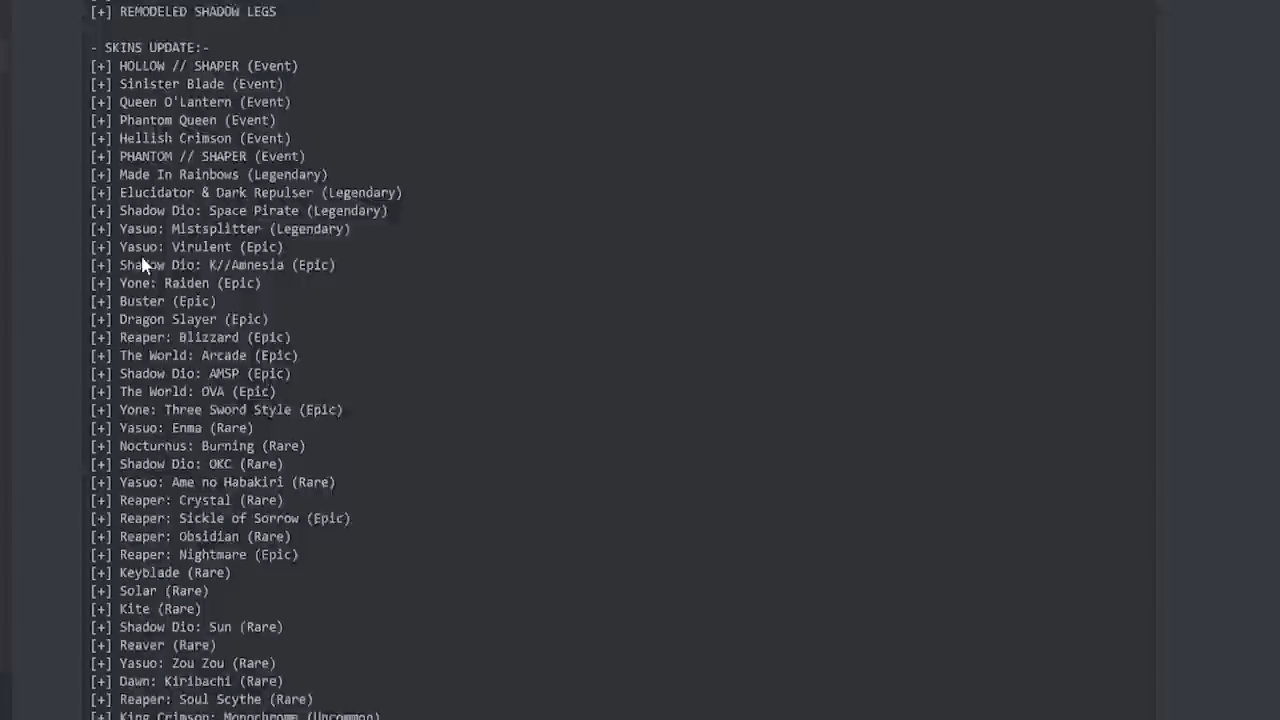 [+] REMODELED SHADOW LEGS
- SKINS UPDATE:-
[+] HOLLOW // SHAPER (Event)
[+] Sinister Blade (Event)
[+] Queen O'Lantern (Event)
[+] Phantom Queen (Event)
[+] Hellish Crimson (Event)
[+] PHANTOM // SHAPER (Event)
[+] Made In Rainbows (Legendary)
[+] Elucidator & Dark Repulser (Legendary)
[+] Shadow Dio: Space Pirate (Legendary)
[+] Yasuo: Mistsplitter (Legendary)
[+] Yasuo: Virulent (Epic)
[+] Shadow Dio: K//Amnesia (Epic)
[+] Yone: Raiden (Epic)
[+] Buster (Epic)
[+] Dragon Slayer (Epic)
[+] Reaper: Blizzard (Epic)
[+] The World: Arcade (Epic)
[+] Shadow Dio: AMSP (Epic)
[+] The World: OVA (Epic)
[+] Yone: Three Sword Style (Epic)
[+] Yasuo: Enma (Rare)
[+] Nocturnus: Burning (Rare)
[+] Shadow Dio: OKC (Rare)
[+] Yasuo: Ame no Habakiri (Rare)
[+] Reaper: Crystal (Rare)
[+] Reaper: Sickle of Sorrow (Epic)
[+] Reaper: Obsidian (Rare)
[+] Reaper: Nightmare (Epic)
[+] Keyblade (Rare)
[+] Solar (Rare)
[+] Kite (Rare)
[+] Shadow Dio: Sun (Rare)
[+] Reaver (Rare)
[+] Yasuo: Zou Zou (Rare)
[+] Dawn: Kiribachi (Rare)
[+] Reaper: Soul Scythe (Rare)
[+] King Crimson: Monochrome (Uncommon)